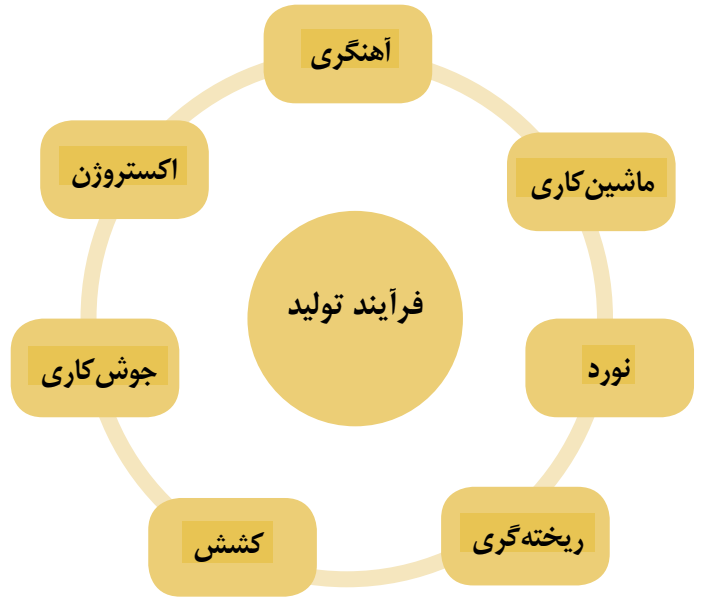 آهنگری
ماشین‌کاری
اکستروژن
فرآیند تولید
نورد
جوش‌کاری
ریخته‌گری
کشش